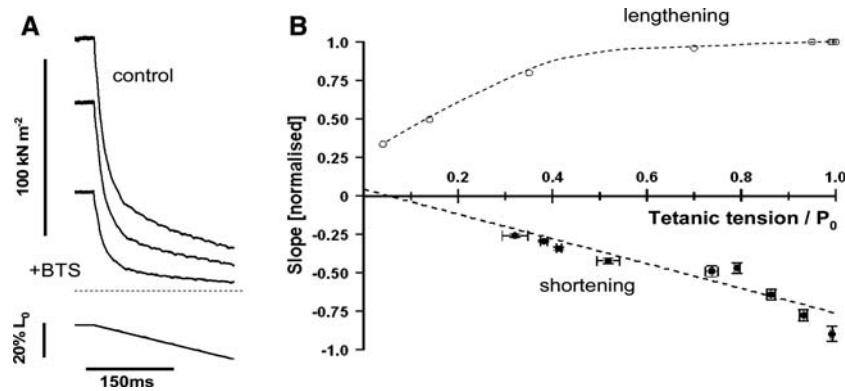 A
control
100 kN m-2
+BTS
20% L0
150ms
B
lengthening
1.0
0.75
0.50
0.25
0
-0.25
-0.50
-0.75
-1.0
Slope [normalised]
0.2 0.4 0.6 0.8 1.0
Tetanic tension / P0
shortening